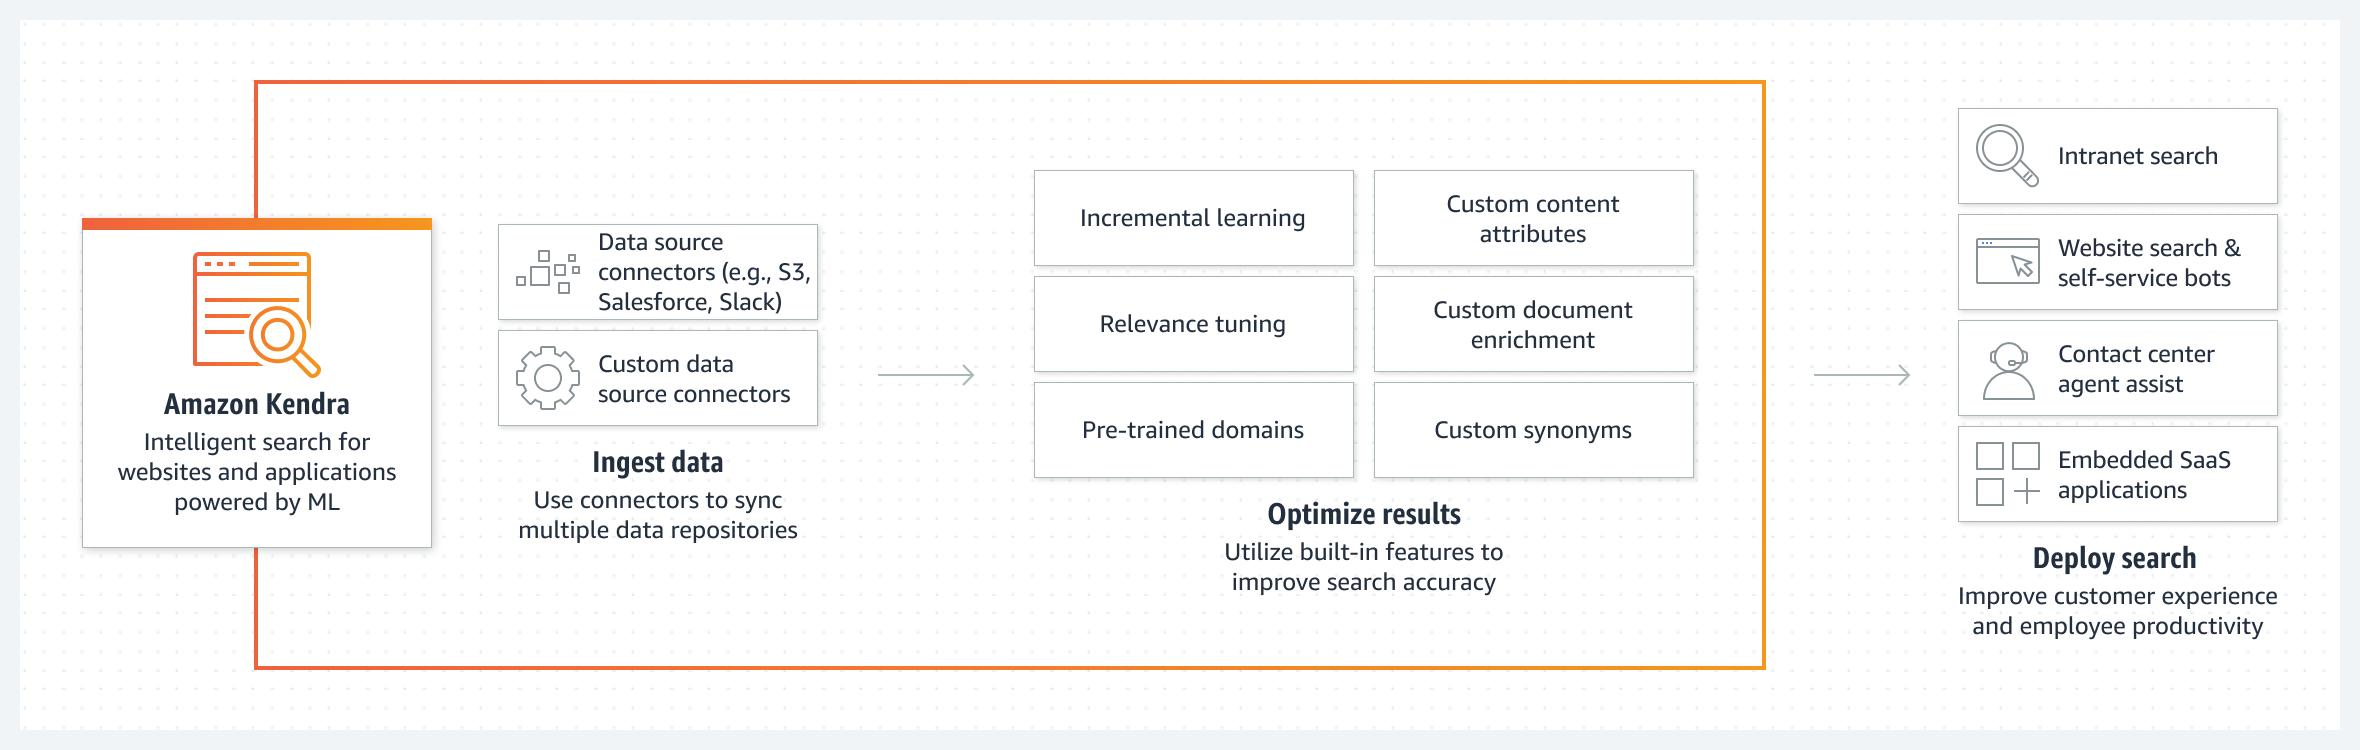 Amazon Kendra
Intelligent search for
websites and applications
powered by ML
Data source
connectors (e.g., S3,
Salesforce, Slack)
Custom data
source connectors
Ingest data
Use connectors to sync
multiple data repositories
Incremental learning
Custom content
attributes
Relevance tuning
Custom document
enrichment
Pre-trained domains
Custom synonyms
Optimize results
Utilize built-in features to
improve search accuracy
Intranet search
Website search &
self-service bots
Contact center
agent assist
Embedded SaaS
applications
Deploy search
Improve customer experience
and employee productivity